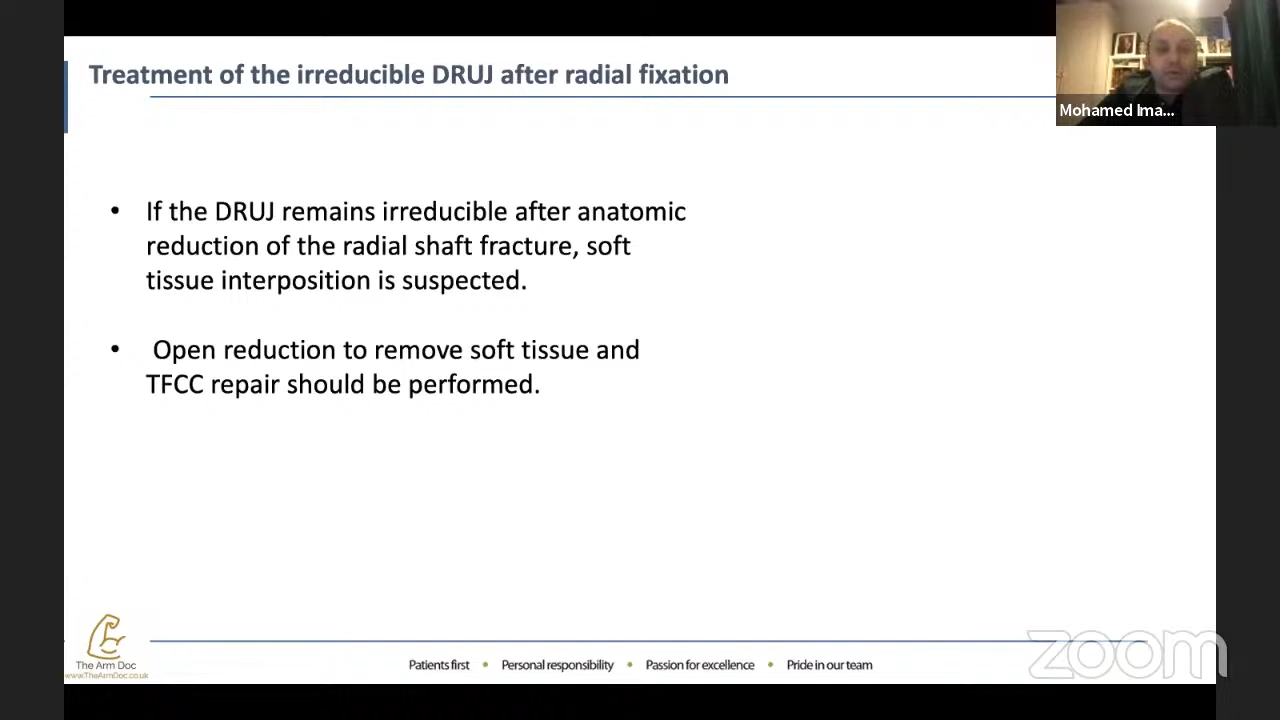 Treatment of the irreducible DRUJ after radial fixation
Mohamed Ima...
• If the DRUJ remains irreducible after anatomic
reduction of the radial shaft fracture, soft
tissue interposition is suspected.
• Open reduction to remove soft tissue and
TFCC repair should be performed.
The Arm Doc
www.TheArmDoc.co.uk
Patients first • Personal responsibility • Passion for excellence • Pride in our team
zoom